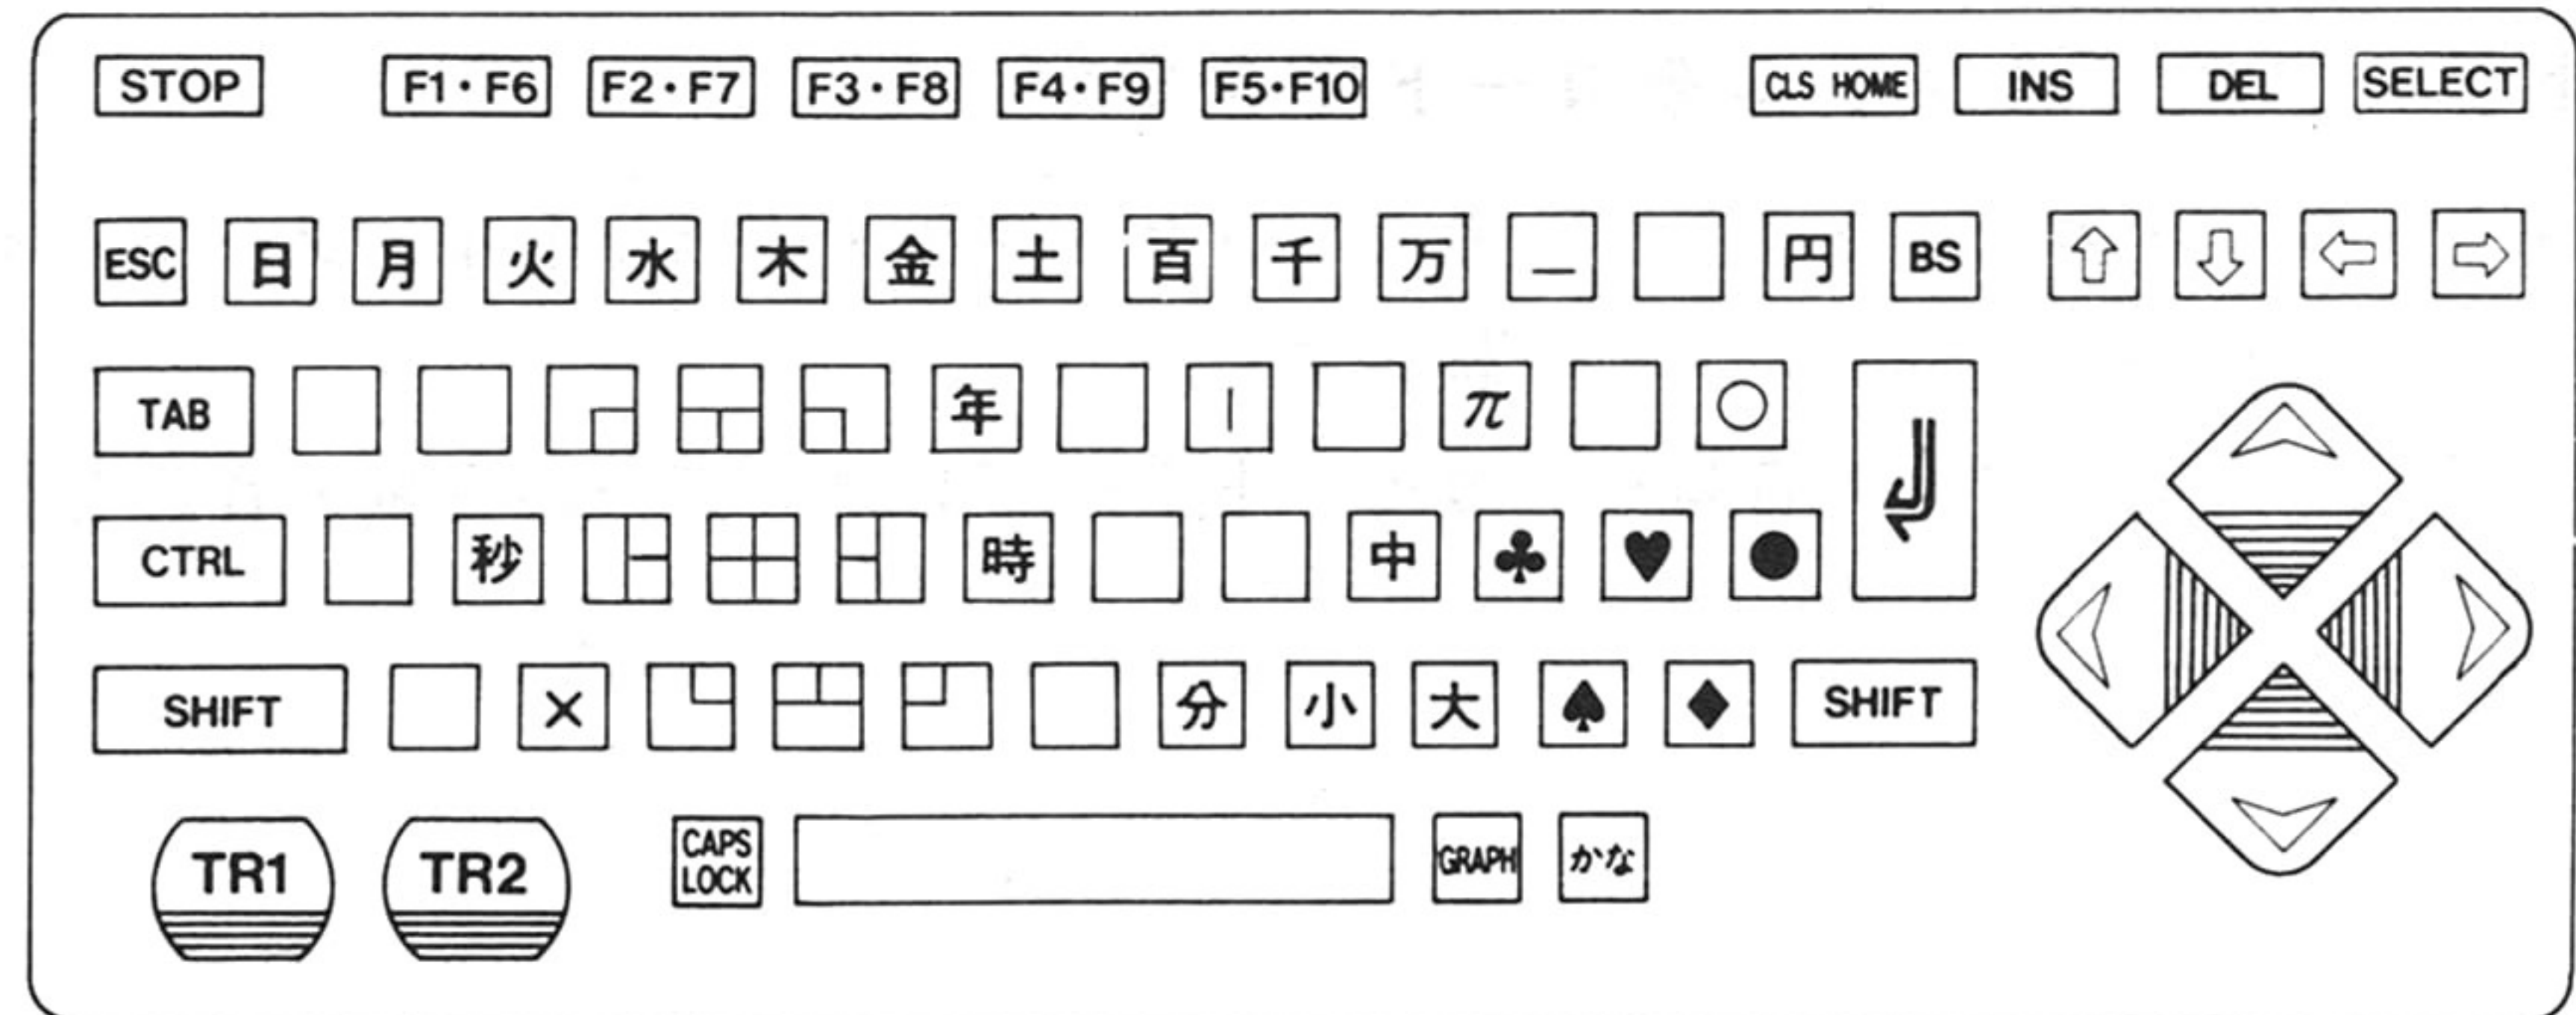 STOP F1・F6 F2・F7 F3・F8 F4・F9 F5・F10 CLS HOME INS DEL SELECT
ESC 日 月 火 水 木 金 土 百 千 万 — 円 BS ⇧ ⇩ ⇦ ⇨
TAB ┌ ┬ ┐ 年 | π ○
CTRL 秒 ├ ┼ ┤ 時 中 ♣ ♥ ●
SHIFT × └ ┴ ┘ 分 小 大 ♠ ♦ SHIFT
TR1 TR2 CAPS LOCK GRAPH かな